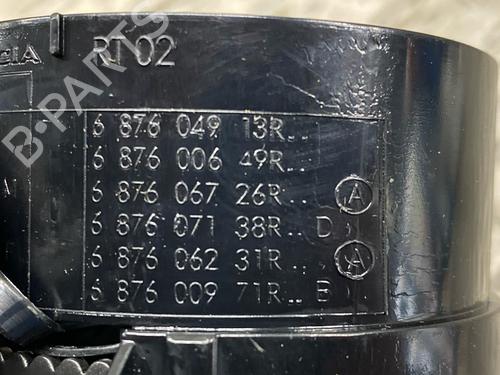 CIA RT 02
6 876 049 13R..
6 876 006 49R..
6 876 067 26R.. A
6 876 071 38R.. D
6 876 062 31R.. A
6 876 009 71R.. E
B-PARTS